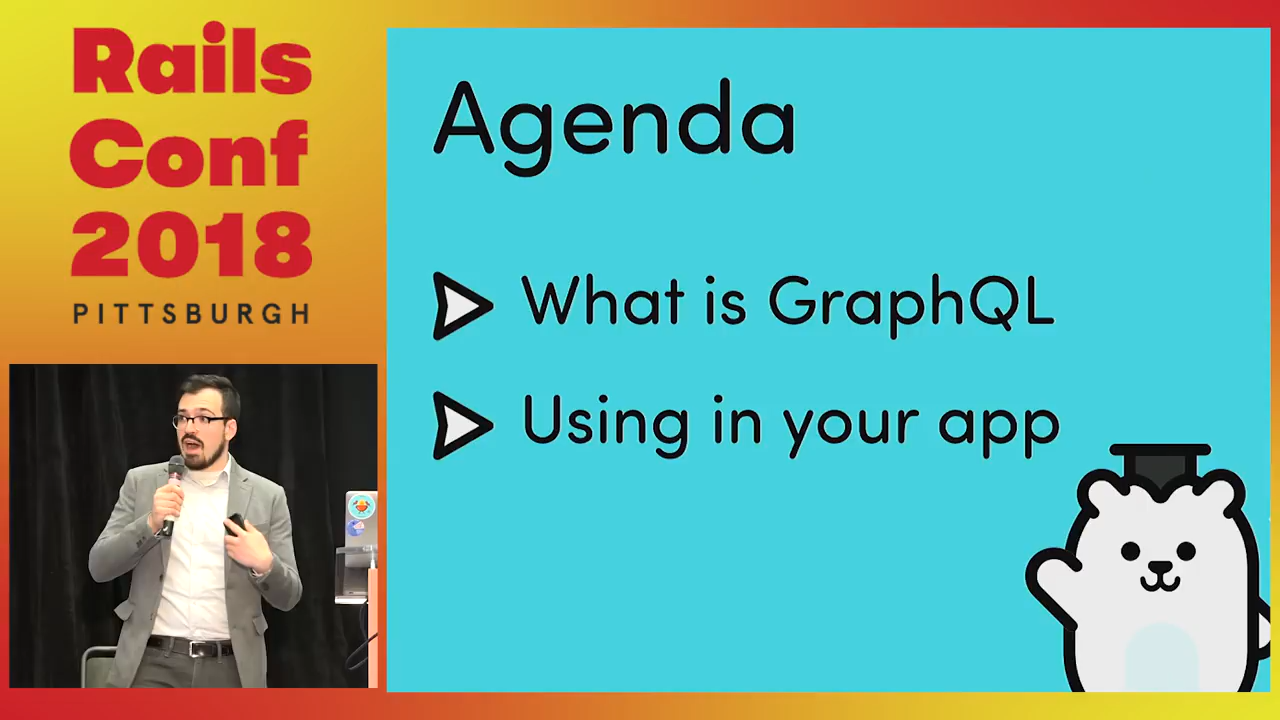 Rails
Conf
2018
PITTSBURGH
Agenda
What is GraphQL
Using in your app